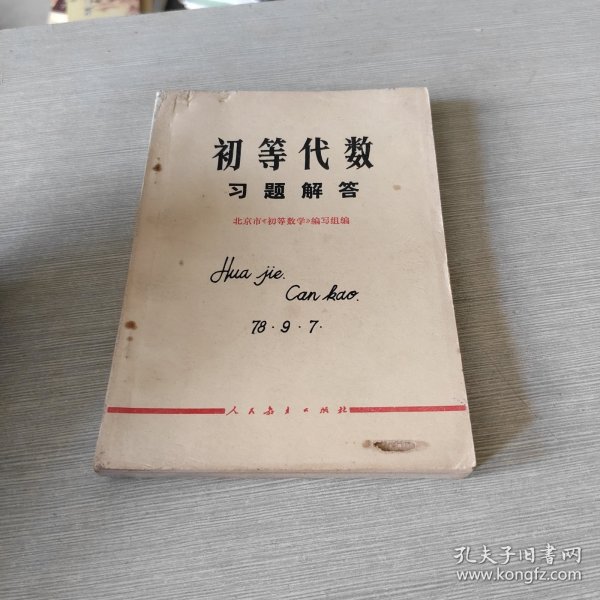 初等代数
习题解答
北京市《初等数学》编写组编
Hua jie.
Can kao.
78.9.7.
人民教育出版社
孔夫子旧书网
www.kongfz.com